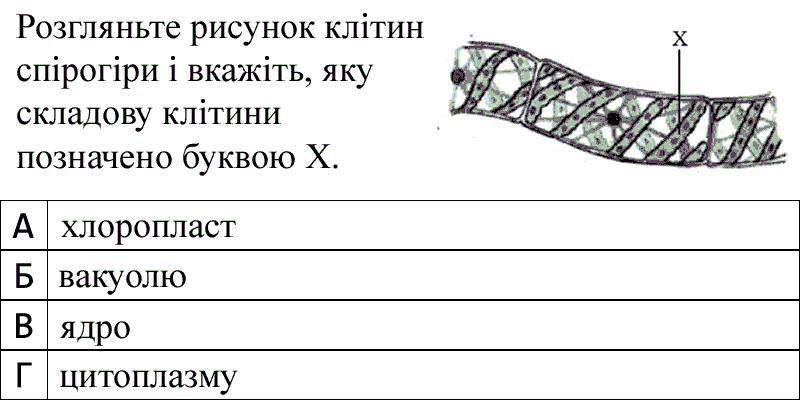 Розгляньте рисунок клітин
спірогіри і вкажіть, яку
складову клітини
позначено буквою Х.
Х
А хлоропласт
Б вакуолю
В ядро
Г цитоплазму